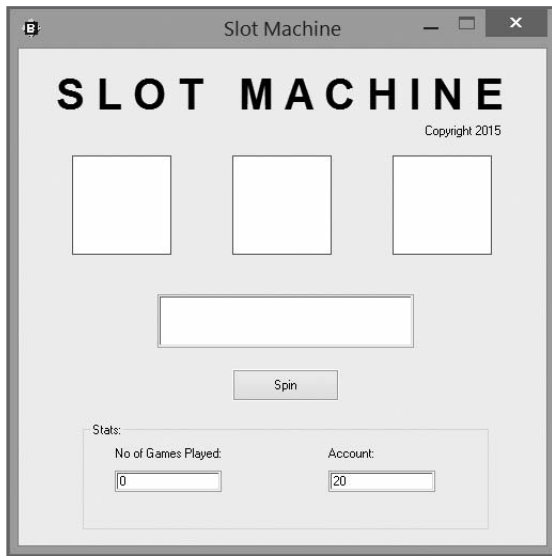 Slot Machine
SLOT MACHINE
Copyright 2015
Spin
Stats:
No of Games Played: Account:
0 20